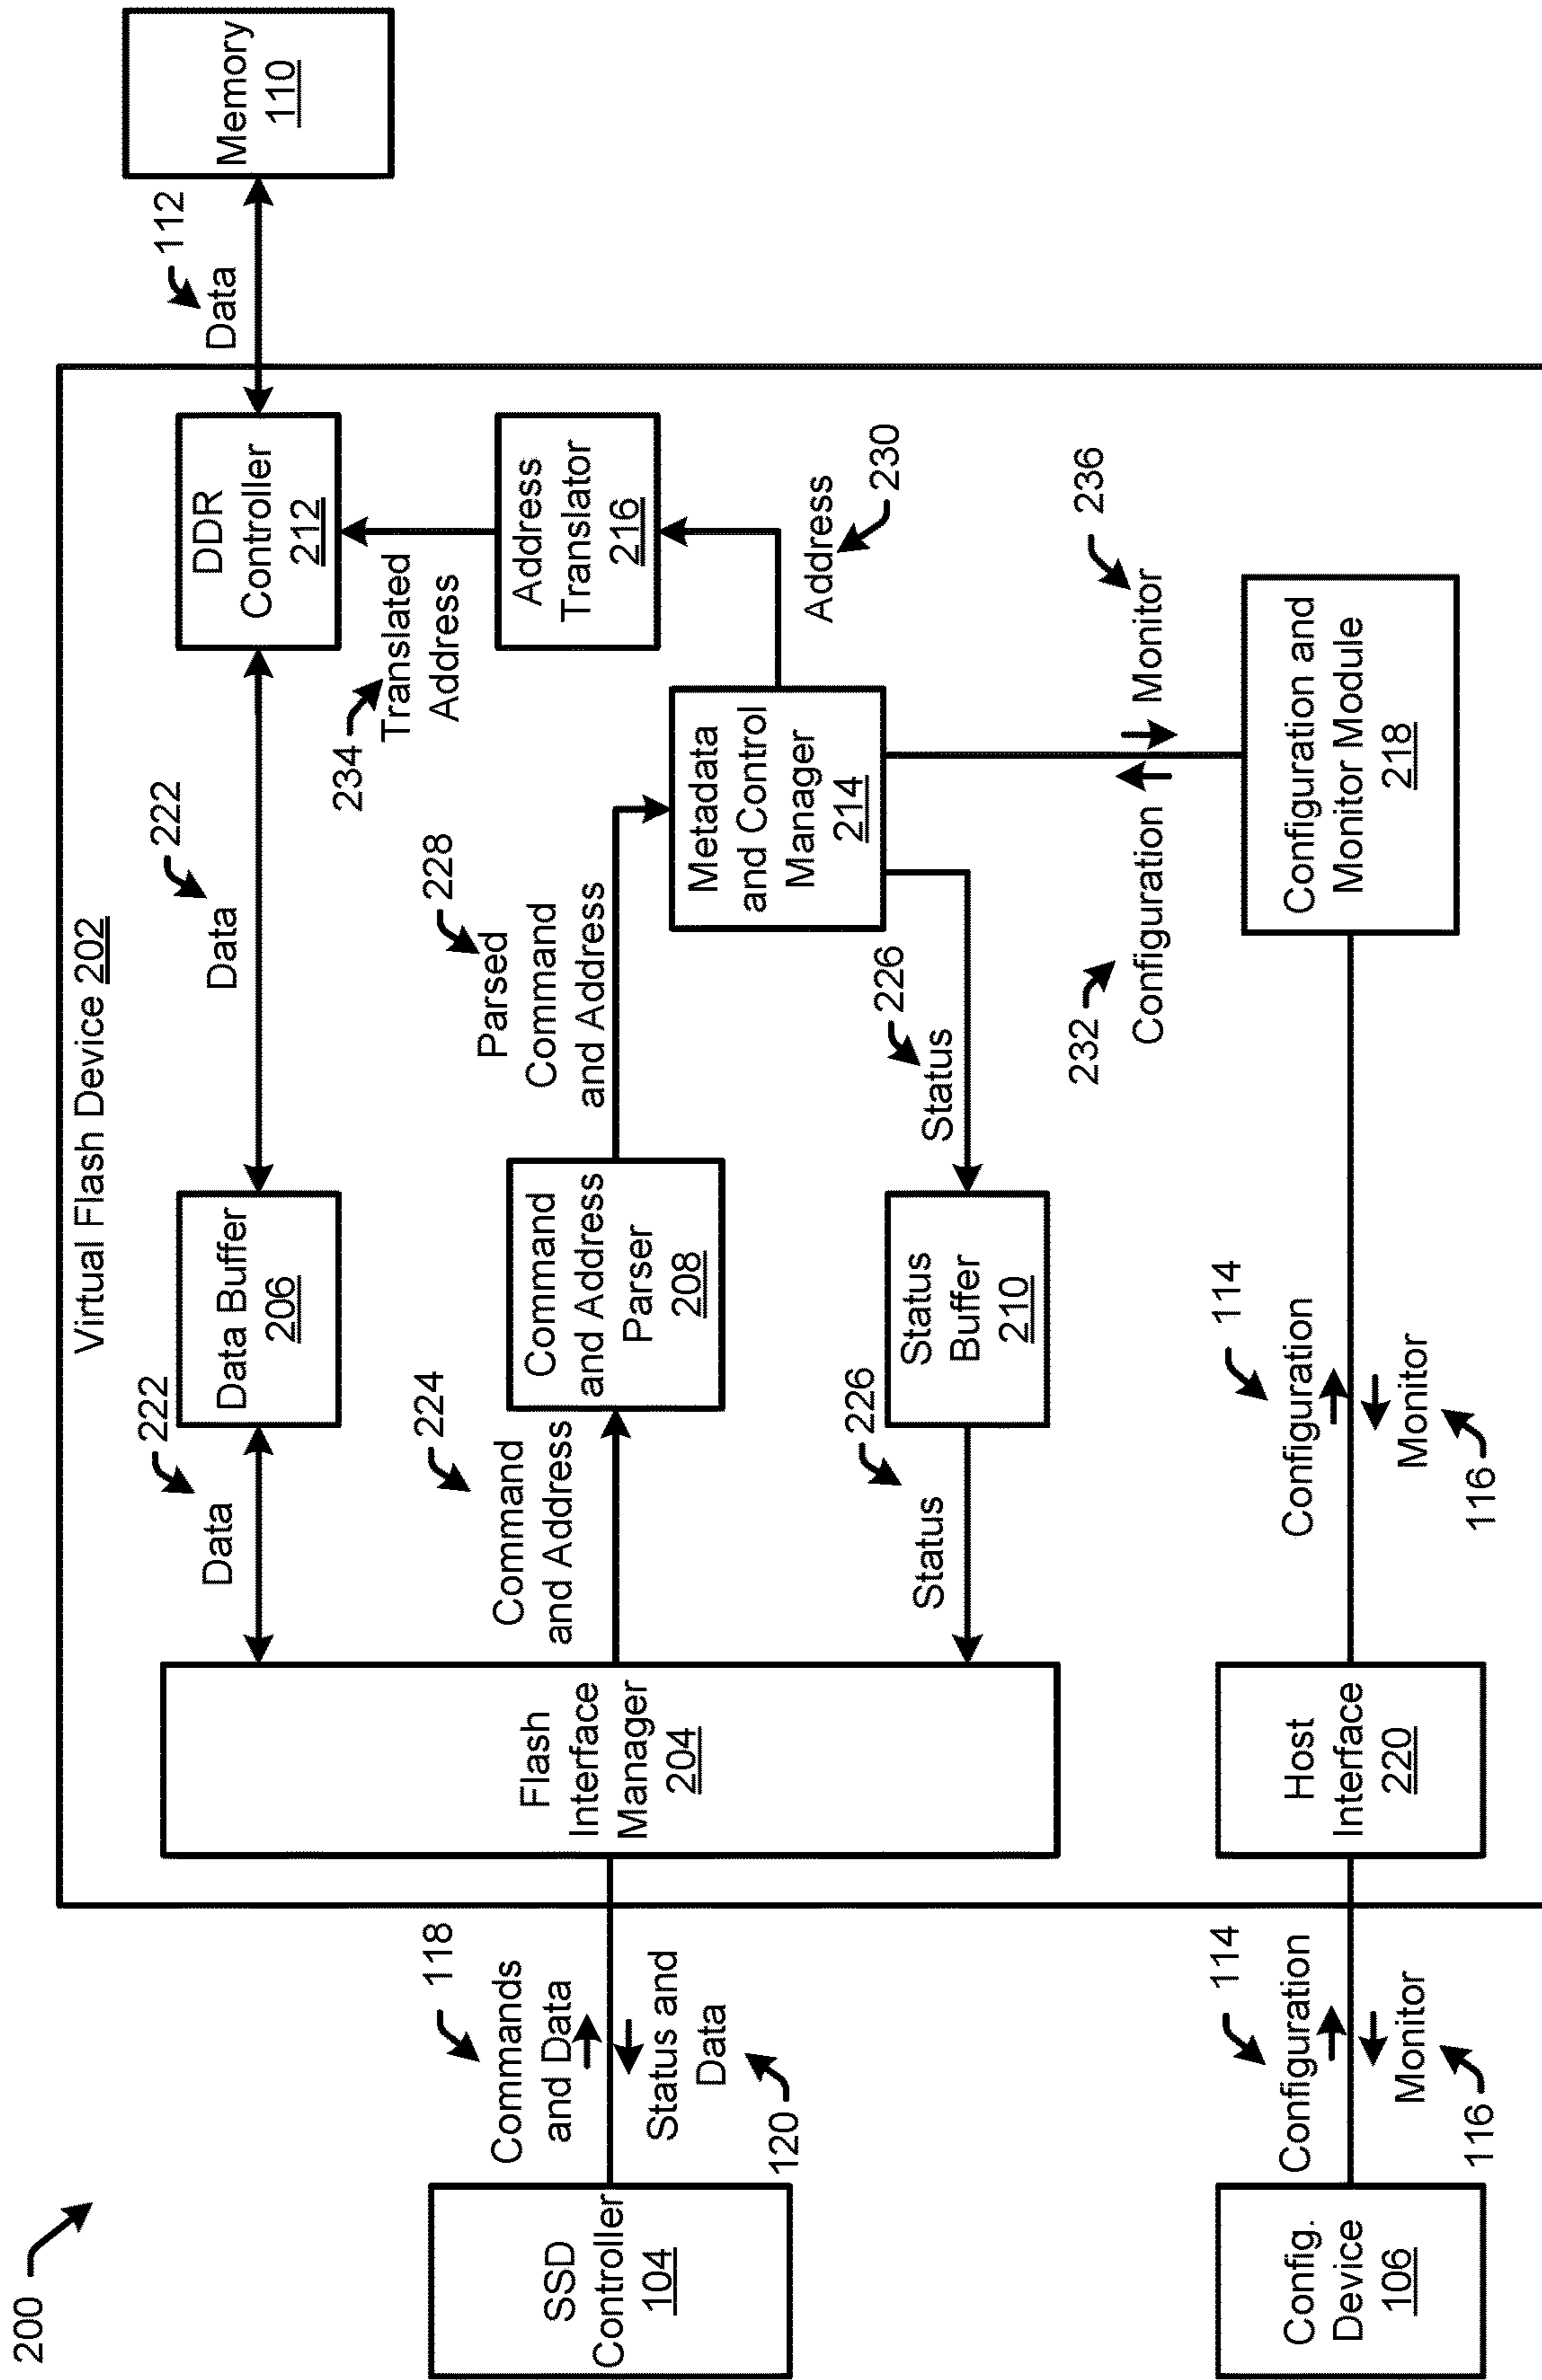 200
Virtual Flash Device 202
SSD
Controller
104
118
Commands
and Data
Status and
Data
120
Config.
Device
106
114
Configuration
Monitor
116
Flash
Interface
Manager
204
Host
Interface
220
222
Data
224
Command
and Address
226
Status
114
Configuration
Monitor
116
Data Buffer
206
Command
and Address
Parser
208
Status
Buffer
210
222
Data
228
Parsed
Command
and Address
226
Status
232
Configuration
Monitor
236
Metadata
and Control
Manager
214
Configuration and
Monitor Module
218
234
Translated
Address
Address
230
DDR
Controller
212
Address
Translator
216
112
Data
Memory
110